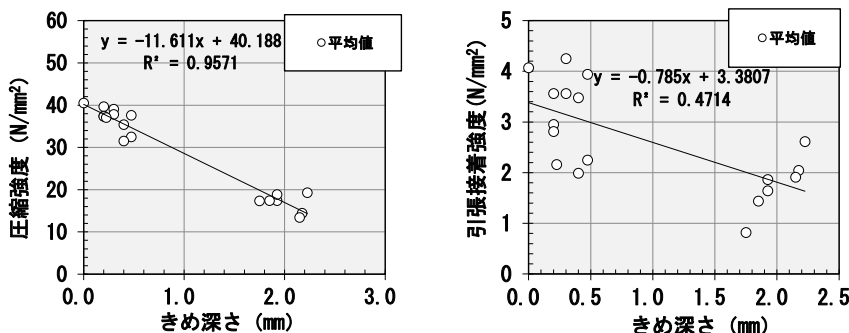 y = -11.611x + 40.188
R² = 0.9571
平均値
60
50
40
30
20
10
0
0.0
1.0
2.0
3.0
圧縮強度 (N/mm²)
きめ深さ (mm)
平均値
y = -0.785x + 3.3807
R² = 0.4714
5
4
3
2
1
0
0.0
0.5
1.0
1.5
2.0
2.5
引張接着強度(N/mm²)
きめ深さ (mm)